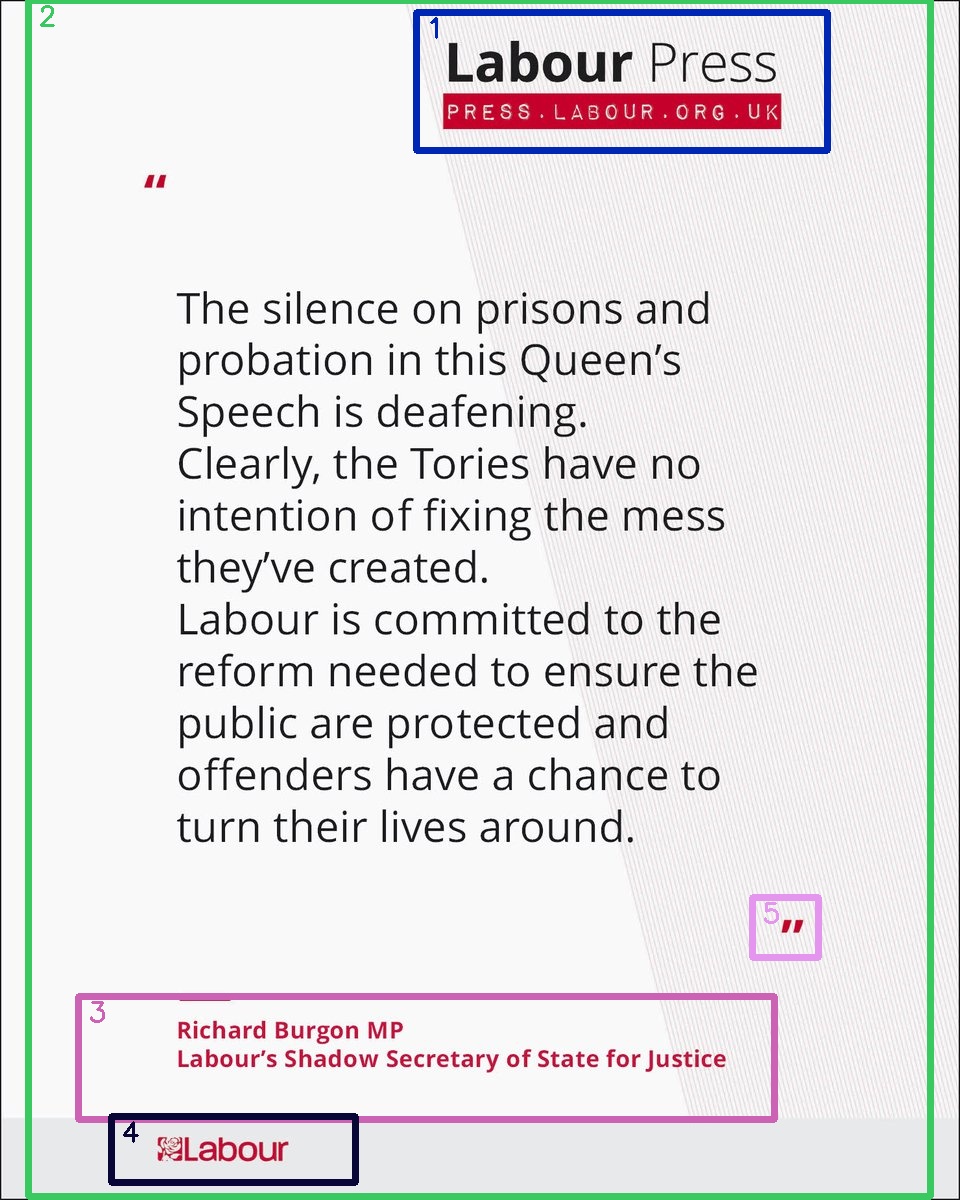 Labour Press
PRESS.LABOUR.ORG.UK
“
The silence on prisons and
probation in this Queen’s
Speech is deafening.
Clearly, the Tories have no
intention of fixing the mess
they’ve created.
Labour is committed to the
reform needed to ensure the
public are protected and
offenders have a chance to
turn their lives around.
”
Richard Burgon MP
Labour’s Shadow Secretary of State for Justice
Labour